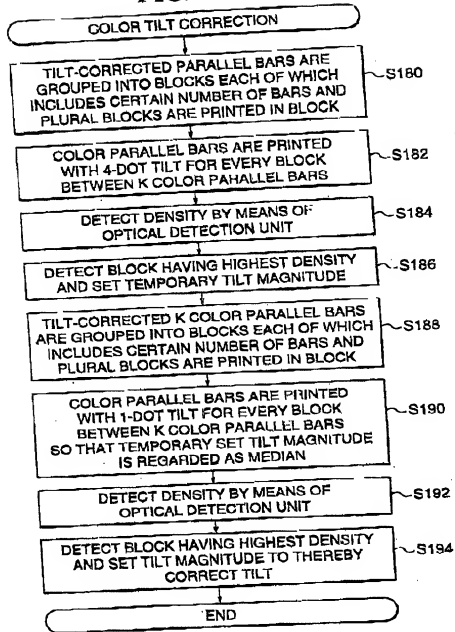 COLOR TILT CORRECTION
TILT-CORRECTED PARALLEL BARS ARE
GROUPED INTO BLOCKS EACH OF WHICH
INCLUDES CERTAIN NUMBER OF BARS AND
PLURAL BLOCKS ARE PRINTED IN BLOCK
S180
COLOR PARALLEL BARS ARE PRINTED
WITH 4-DOT TILT FOR EVERY BLOCK
BETWEEN K COLOR PAHALLEL BARS
S182
DETECT DENSITY BY MEANS OF
OPTICAL DETECTION UNIT
S184
DETECT BLOCK HAVING HIGHEST DENSITY
AND SET TEMPORARY TILT MAGNITUDE
S186
TILT-CORRECTED K COLOR PARALLEL BARS
ARE GROUPED INTO BLOCKS EACH OF WHICH
INCLUDES CERTAIN NUMBER OF BARS AND
PLURAL BLOCKS ARE PRINTED IN BLOCK
S188
COLOR PARALLEL BARS ARE PRINTED
WITH 1-DOT TILT FOR EVERY BLOCK
BETWEEN K COLOR PARALLEL BARS
SO THAT TEMPORARY SET TILT MAGNITUDE
IS REGARDED AS MEDIAN
S190
DETECT DENSITY BY MEANS OF
OPTICAL DETECTION UNIT
S192
DETECT BLOCK HAVING HIGHEST DENSITY
AND SET TILT MAGNITUDE TO THEREBY
CORRECT TILT
S194
END